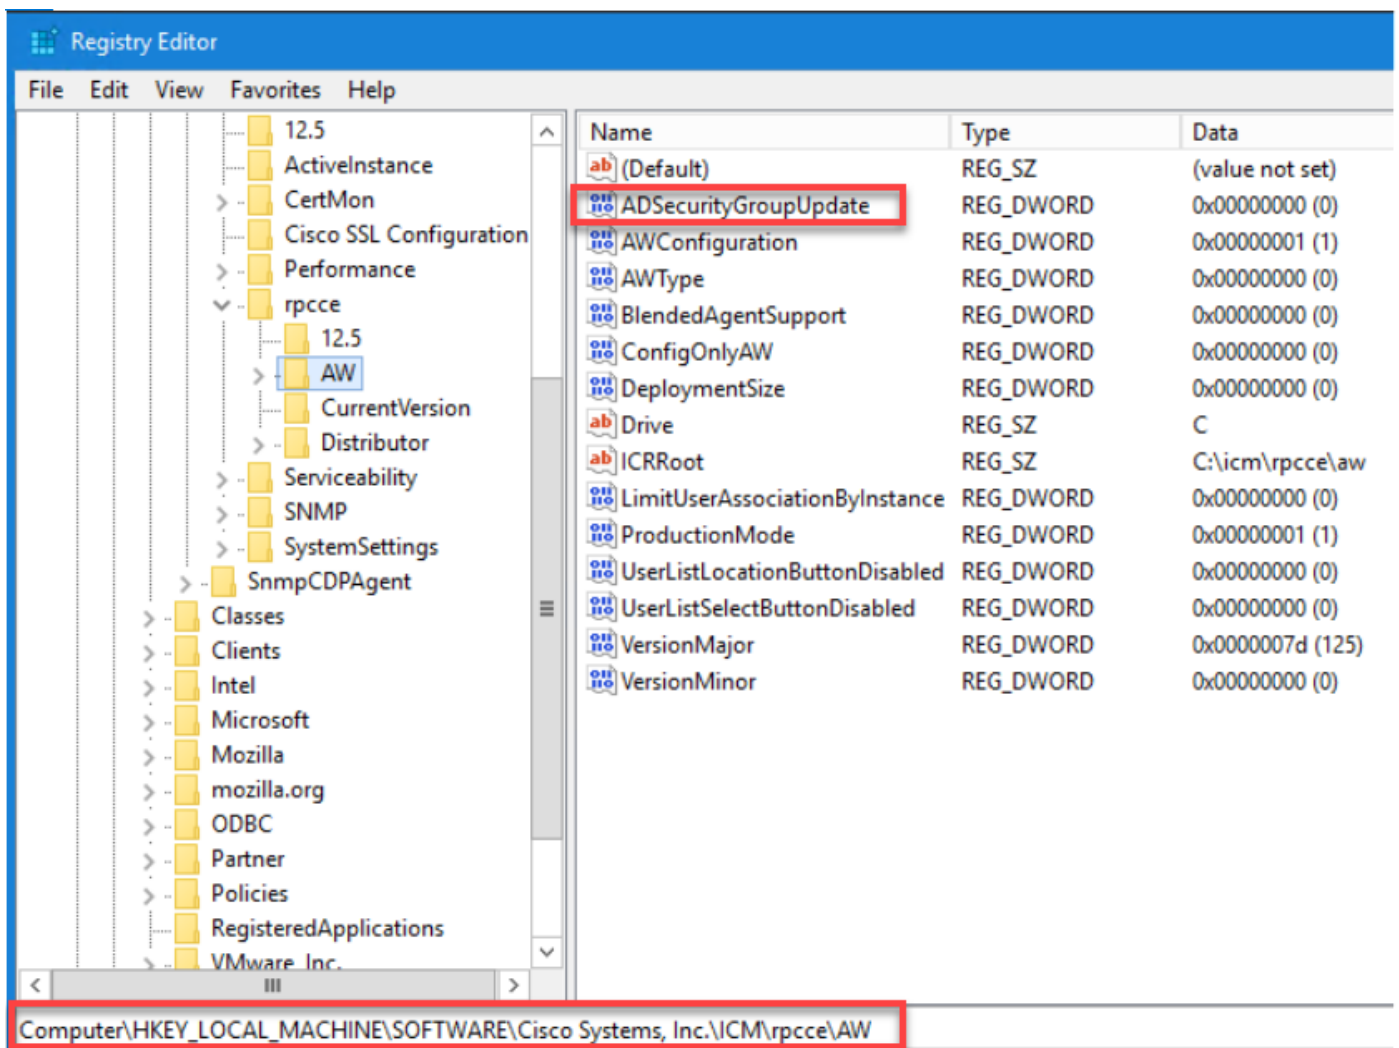 Registry Editor
File Edit View Favorites Help
12.5
ActiveInstance
CertMon
Cisco SSL Configuration
Performance
rpcce
12.5
AW
CurrentVersion
Distributor
Serviceability
SNMP
SystemSettings
SnmpCDPAgent
Classes
Clients
Intel
Microsoft
Mozilla
mozilla.org
ODBC
Partner
Policies
RegisteredApplications
VMware, Inc.
Name Type Data
(Default) REG_SZ (value not set)
ADSecurityGroupUpdate REG_DWORD 0x00000000 (0)
AWConfiguration REG_DWORD 0x00000001 (1)
AWType REG_DWORD 0x00000000 (0)
BlendedAgentSupport REG_DWORD 0x00000000 (0)
ConfigOnlyAW REG_DWORD 0x00000000 (0)
DeploymentSize REG_DWORD 0x00000000 (0)
Drive REG_SZ C
ICRRoot REG_SZ C:\icm\rpcce\aw
LimitUserAssociationByInstance REG_DWORD 0x00000000 (0)
ProductionMode REG_DWORD 0x00000001 (1)
UserListLocationButtonDisabled REG_DWORD 0x00000000 (0)
UserListSelectButtonDisabled REG_DWORD 0x00000000 (0)
VersionMajor REG_DWORD 0x0000007d (125)
VersionMinor REG_DWORD 0x00000000 (0)
Computer\HKEY_LOCAL_MACHINE\SOFTWARE\Cisco Systems, Inc.\ICM\rpcce\AW